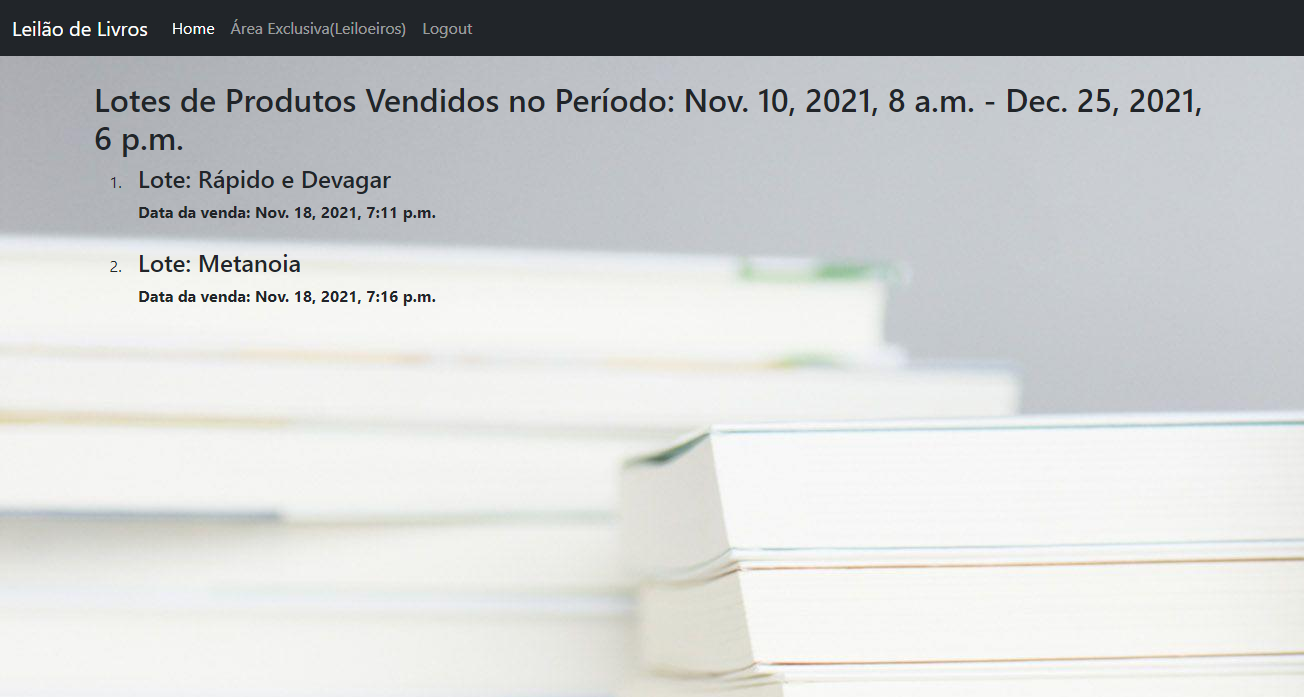 Leilão de Livros Home Área Exclusiva(Leiloeiros) Logout
Lotes de Produtos Vendidos no Período: Nov. 10, 2021, 8 a.m. - Dec. 25, 2021,
6 p.m.
1. Lote: Rápido e Devagar
Data da venda: Nov. 18, 2021, 7:11 p.m.
2. Lote: Metanoia
Data da venda: Nov. 18, 2021, 7:16 p.m.